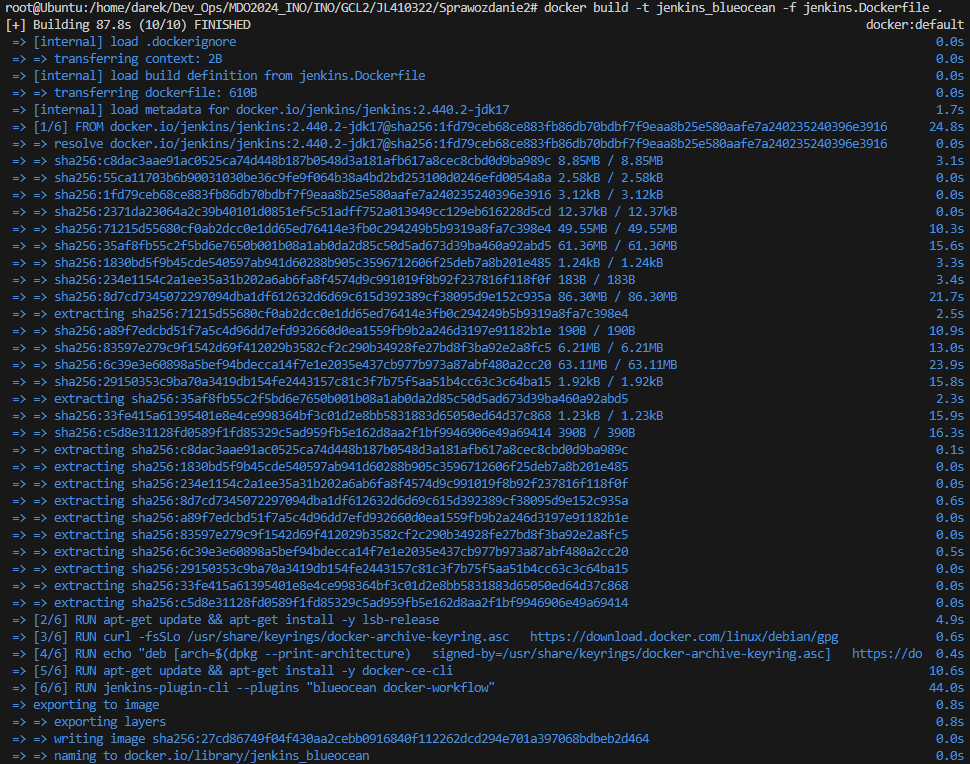 root@Ubuntu:/home/darek/Dev_Ops/MDO2024_INO/INO/GCL2/JL410322/Sprawozdanie2# docker build -t jenkins_blueocean -f jenkins.Dockerfile .
[+] Building 87.8s (10/10) FINISHED docker:default
=> [internal] load .dockerignore 0.0s
=> => transferring context: 2B 0.0s
=> [internal] load build definition from jenkins.Dockerfile 0.0s
=> => transferring dockerfile: 610B 0.0s
=> [internal] load metadata for docker.io/jenkins/jenkins:2.440.2-jdk17 1.7s
=> [1/6] FROM docker.io/jenkins/jenkins:2.440.2-jdk17@sha256:1fd79ceb68ce883fb86db70bdbf7f9eaa8b25e580aafe7a240235240396e3916 24.8s
=> => resolve docker.io/jenkins/jenkins:2.440.2-jdk17@sha256:1fd79ceb68ce883fb86db70bdbf7f9eaa8b25e580aafe7a240235240396e3916 0.0s
=> => sha256:c8dac3aae91ac0525ca74d448b187b0548d3a181afb617a8cec8cbd0d9ba989c 8.85MB / 8.85MB 3.1s
=> => sha256:55ca11703b6b90031030be36c9fe9f064b38a4bd2bd253100d0246efd0054a8a 2.58kB / 2.58kB 0.0s
=> => sha256:1fd79ceb68ce883fb86db70bdbf7f9eaa8b25e580aafe7a240235240396e3916 3.12kB / 3.12kB 0.0s
=> => sha256:2371da23064a2c39b40101d0851ef5c51adff752a013949cc129eb616228d5cd 12.37kB / 12.37kB 0.0s
=> => sha256:71215d55680cf0ab2dcc0e1dd65ed76414e3fb0c294249b5b9319a8fa7c398e4 49.55MB / 49.55MB 10.3s
=> => sha256:35af8fb55c2f5bd6e7650b001b08a1ab0da2d85c50d5ad673d39ba460a92abd5 61.36MB / 61.36MB 15.6s
=> => sha256:1830bd5f9b45cde540597ab941d60288b905c3596712606f25deb7a8b201e485 1.24kB / 1.24kB 3.3s
=> => sha256:234e1154c2a1ee35a31b202a6ab6fa8f4574d9c991019f8b92f237816f118f0f 183B / 183B 3.4s
=> => sha256:8d7cd7345072297094dba1df612632d6d69c615d392389cf38095d9e152c935a 86.30MB / 86.30MB 21.7s
=> => extracting sha256:71215d55680cf0ab2dcc0e1dd65ed76414e3fb0c294249b5b9319a8fa7c398e4 2.5s
=> => sha256:a89f7edcbd51f7a5c4d96dd7efd932660d0ea1559fb9b2a246d3197e91182b1e 190B / 190B 10.9s
=> => sha256:83597e279c9f1542d69f412029b3582cf2c290b34928fe27bd8f3ba92e2a8fc5 6.21MB / 6.21MB 13.0s
=> => sha256:6c39e3e60898a5bef94bdecca14f7e1e2035e437cb977b973a87abf480a2cc20 63.11MB / 63.11MB 23.9s
=> => sha256:29150353c9ba70a3419db154fe2443157c81c3f7b75f5aa51b4cc63c3c64ba15 1.92kB / 1.92kB 15.8s
=> => extracting sha256:35af8fb55c2f5bd6e7650b001b08a1ab0da2d85c50d5ad673d39ba460a92abd5 2.3s
=> => sha256:33fe415a61395401e8e4ce998364bf3c01d2e8bb5831883d65050ed64d37c868 1.23kB / 1.23kB 15.9s
=> => sha256:c5d8e31128fd0589f1fd85329c5ad959fb5e162d8aa2f1bf9946906e49a69414 390B / 390B 16.3s
=> => extracting sha256:c8dac3aae91ac0525ca74d448b187b0548d3a181afb617a8cec8cbd0d9ba989c 0.1s
=> => extracting sha256:1830bd5f9b45cde540597ab941d60288b905c3596712606f25deb7a8b201e485 0.0s
=> => extracting sha256:234e1154c2a1ee35a31b202a6ab6fa8f4574d9c991019f8b92f237816f118f0f 0.0s
=> => extracting sha256:8d7cd7345072297094dba1df612632d6d69c615d392389cf38095d9e152c935a 0.6s
=> => extracting sha256:a89f7edcbd51f7a5c4d96dd7efd932660d0ea1559fb9b2a246d3197e91182b1e 0.0s
=> => extracting sha256:83597e279c9f1542d69f412029b3582cf2c290b34928fe27bd8f3ba92e2a8fc5 0.0s
=> => extracting sha256:6c39e3e60898a5bef94bdecca14f7e1e2035e437cb977b973a87abf480a2cc20 0.5s
=> => extracting sha256:29150353c9ba70a3419db154fe2443157c81c3f7b75f5aa51b4cc63c3c64ba15 0.0s
=> => extracting sha256:33fe415a61395401e8e4ce998364bf3c01d2e8bb5831883d65050ed64d37c868 0.0s
=> => extracting sha256:c5d8e31128fd0589f1fd85329c5ad959fb5e162d8aa2f1bf9946906e49a69414 0.0s
=> [2/6] RUN apt-get update && apt-get install -y lsb-release 4.9s
=> [3/6] RUN curl -fsSLo /usr/share/keyrings/docker-archive-keyring.asc   https://download.docker.com/linux/debian/gpg 0.6s
=> [4/6] RUN echo "deb [arch=$(dpkg --print-architecture)   signed-by=/usr/share/keyrings/docker-archive-keyring.asc]   https://do 0.4s
=> [5/6] RUN apt-get update && apt-get install -y docker-ce-cli 10.6s
=> [6/6] RUN jenkins-plugin-cli --plugins "blueocean docker-workflow" 44.0s
=> exporting to image 0.8s
=> => exporting layers 0.8s
=> => writing image sha256:27cd86749f04f430aa2cebb0916840f112262dcd294e701a397068bdbeb2d464 0.0s
=> => naming to docker.io/library/jenkins_blueocean 0.0s